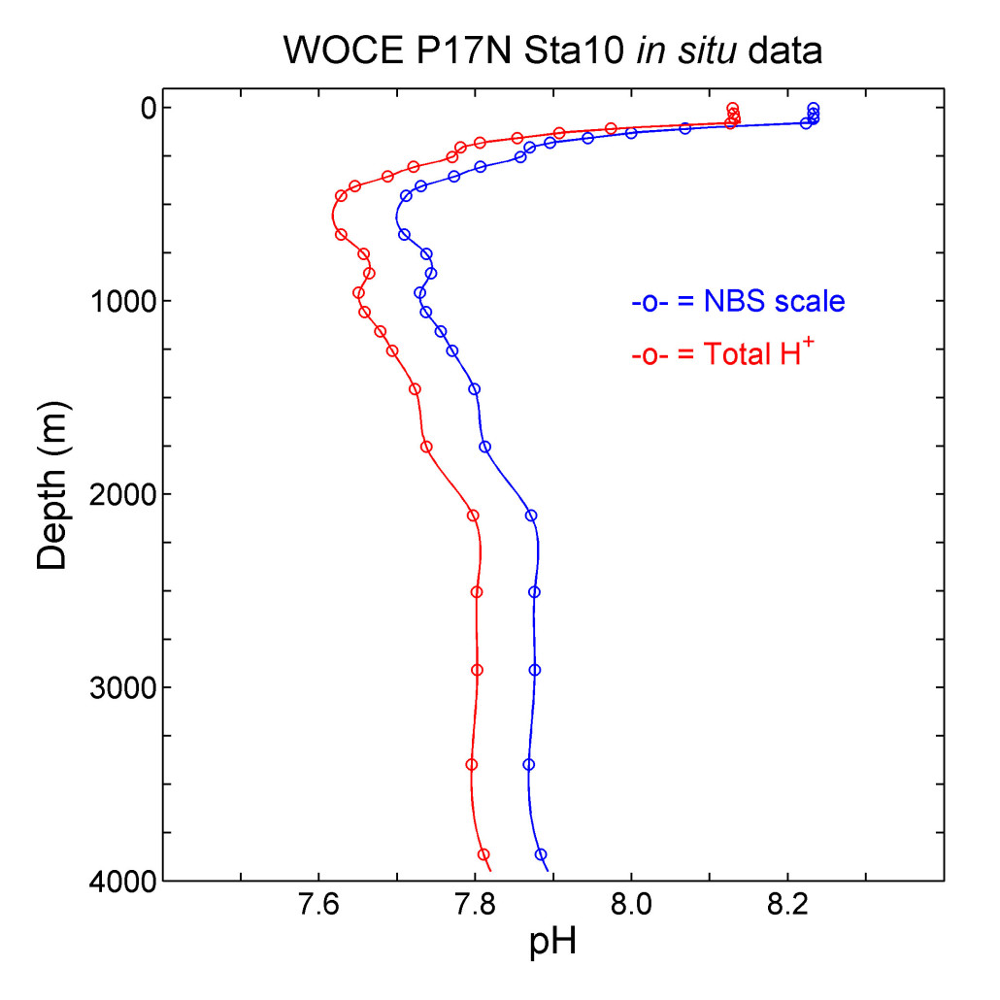 WOCE P17N Sta10 in situ data
0
1000
2000
3000
4000
Depth (m)
-o- = NBS scale
-o- = Total H⁺
7.6 7.8 8.0 8.2
pH